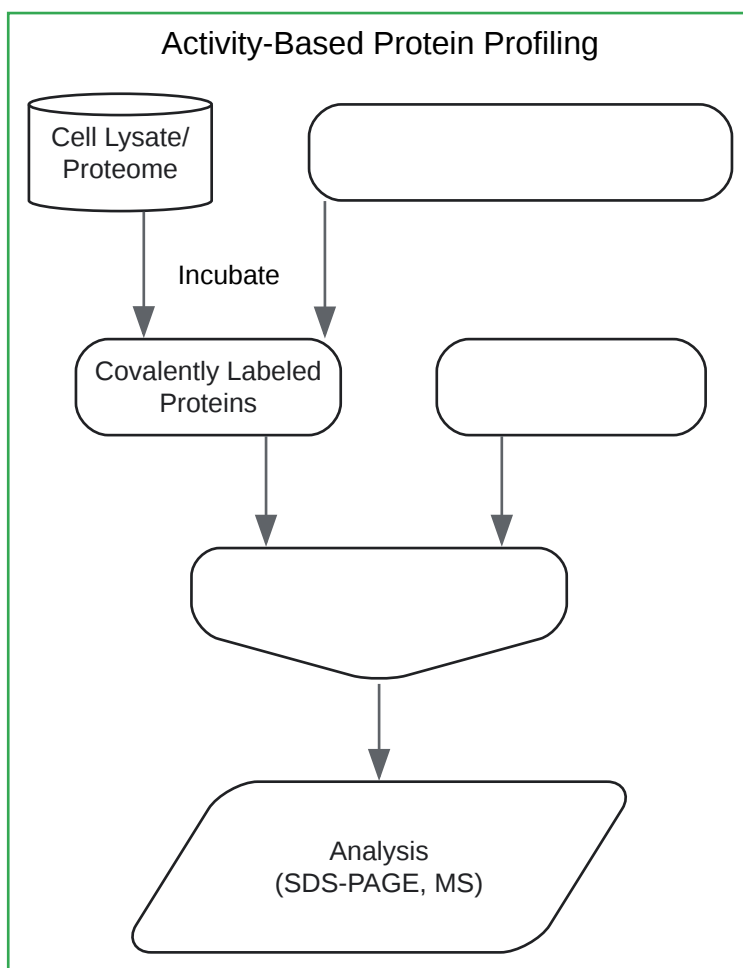 Activity-Based Protein Profiling
Cell Lysate/
Proteome
Incubate
Covalently Labeled
Proteins
Analysis
(SDS-PAGE, MS)